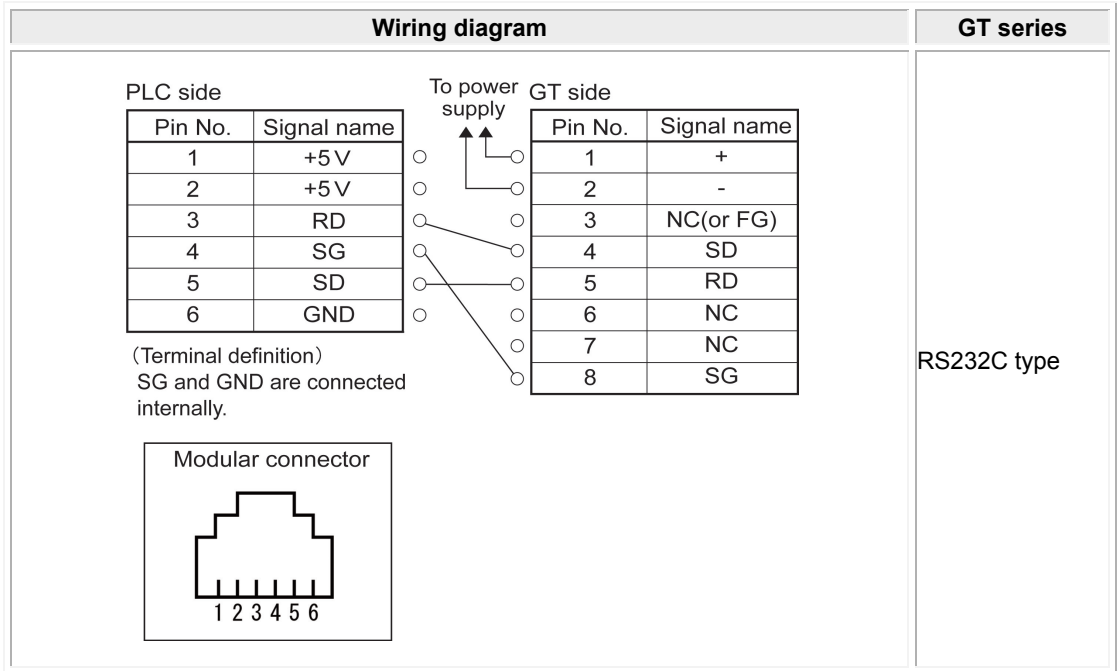 Wiring diagram GT series
PLC side
Pin No. Signal name
1 +5 V
2 +5 V
3 RD
4 SG
5 SD
6 GND
(Terminal definition)
SG and GND are connected
internally.
To power
supply
GT side
Pin No. Signal name
1 +
2 -
3 NC(or FG)
4 SD
5 RD
6 NC
7 NC
8 SG
RS232C type
Modular connector
1 2 3 4 5 6